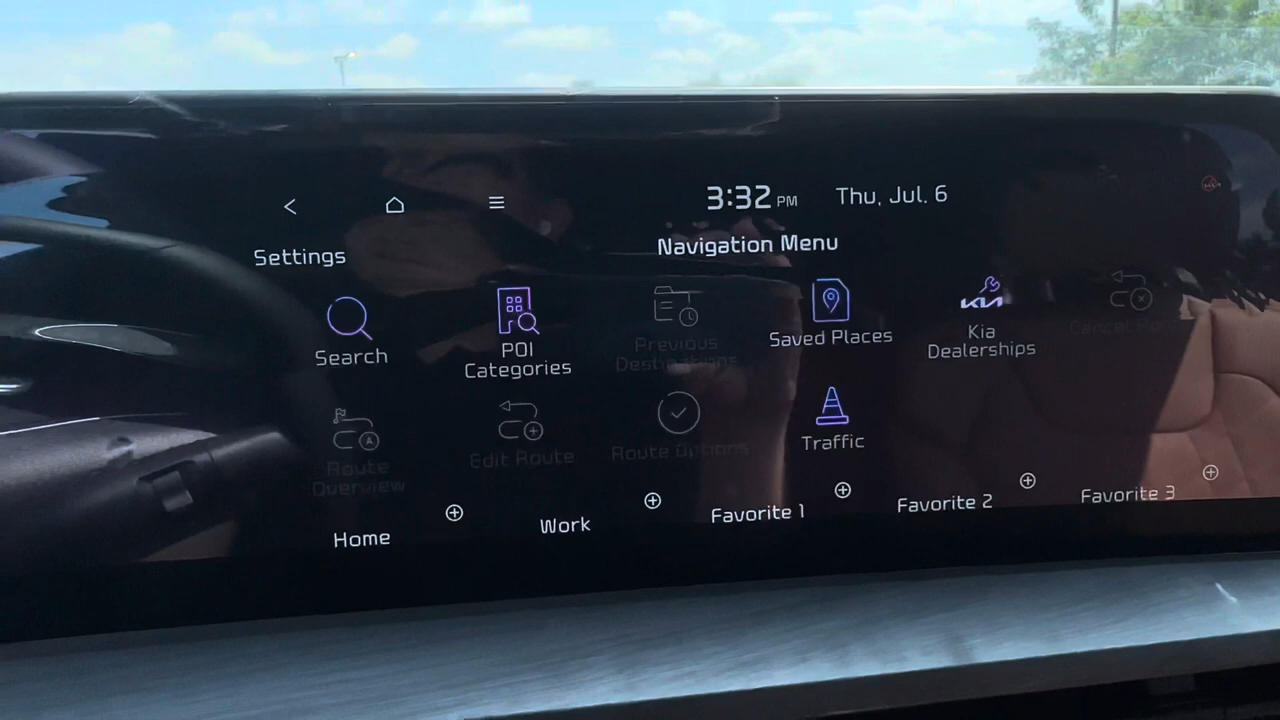 3:32 PM Thu, Jul. 6
Settings
Navigation Menu
Search
POI
Categories
Previous
Destinations
Saved Places
KIA
Kia
Dealerships
Cancel Route
Route
Overview
Edit Route
Route Options
Traffic
Home
Work
Favorite 1
Favorite 2
Favorite 3